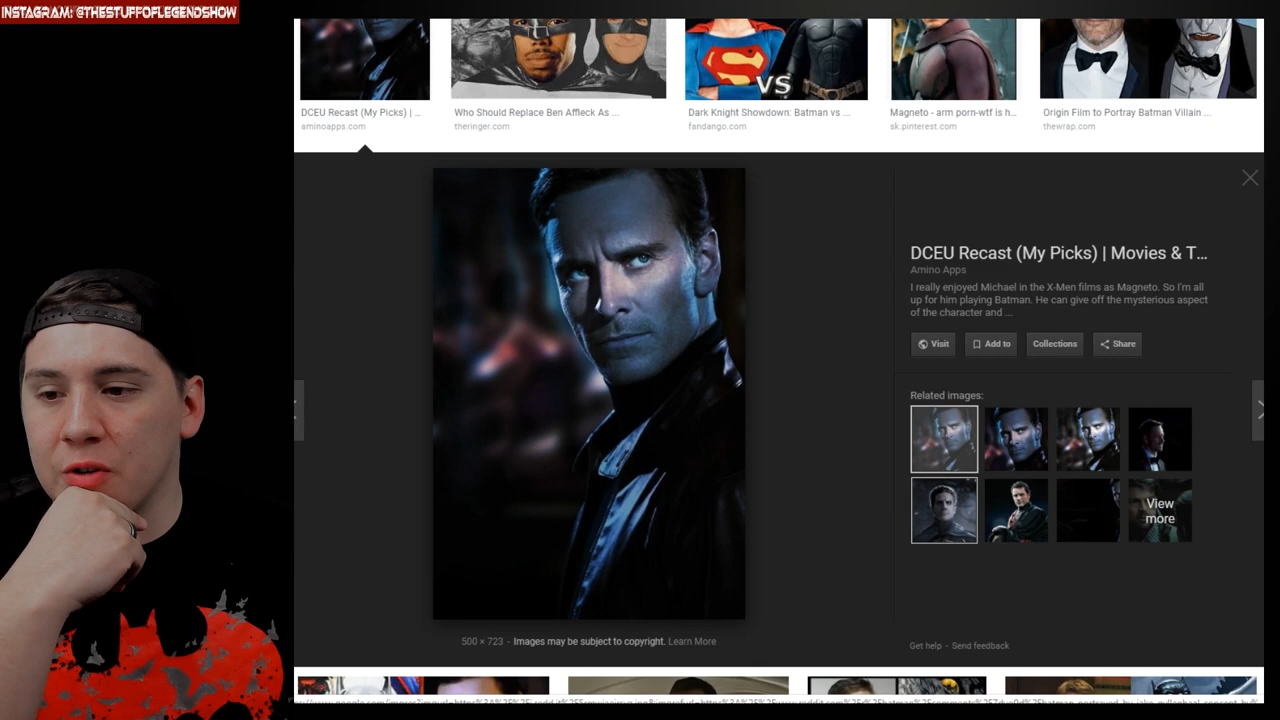 INSTAGRAM: @THESTUFFOFLEGENDSHOW
VS
DCEU Recast (My Picks) | ...
aminoapps.com
Who Should Replace Ben Affleck As ...
theringer.com
Dark Knight Showdown: Batman vs ...
fandango.com
Magneto - arm porn-wtf is h...
sk.pinterest.com
Origin Film to Portray Batman Villain ...
thewrap.com
DCEU Recast (My Picks) | Movies & T...
Amino Apps
I really enjoyed Michael in the X-Men films as Magneto. So I'm all
up for him playing Batman. He can give off the mysterious aspect
of the character and ...
Visit
Add to
Collections
Share
Related images:
View
more
500 × 723 - Images may be subject to copyright. Learn More
Get help - Send feedback